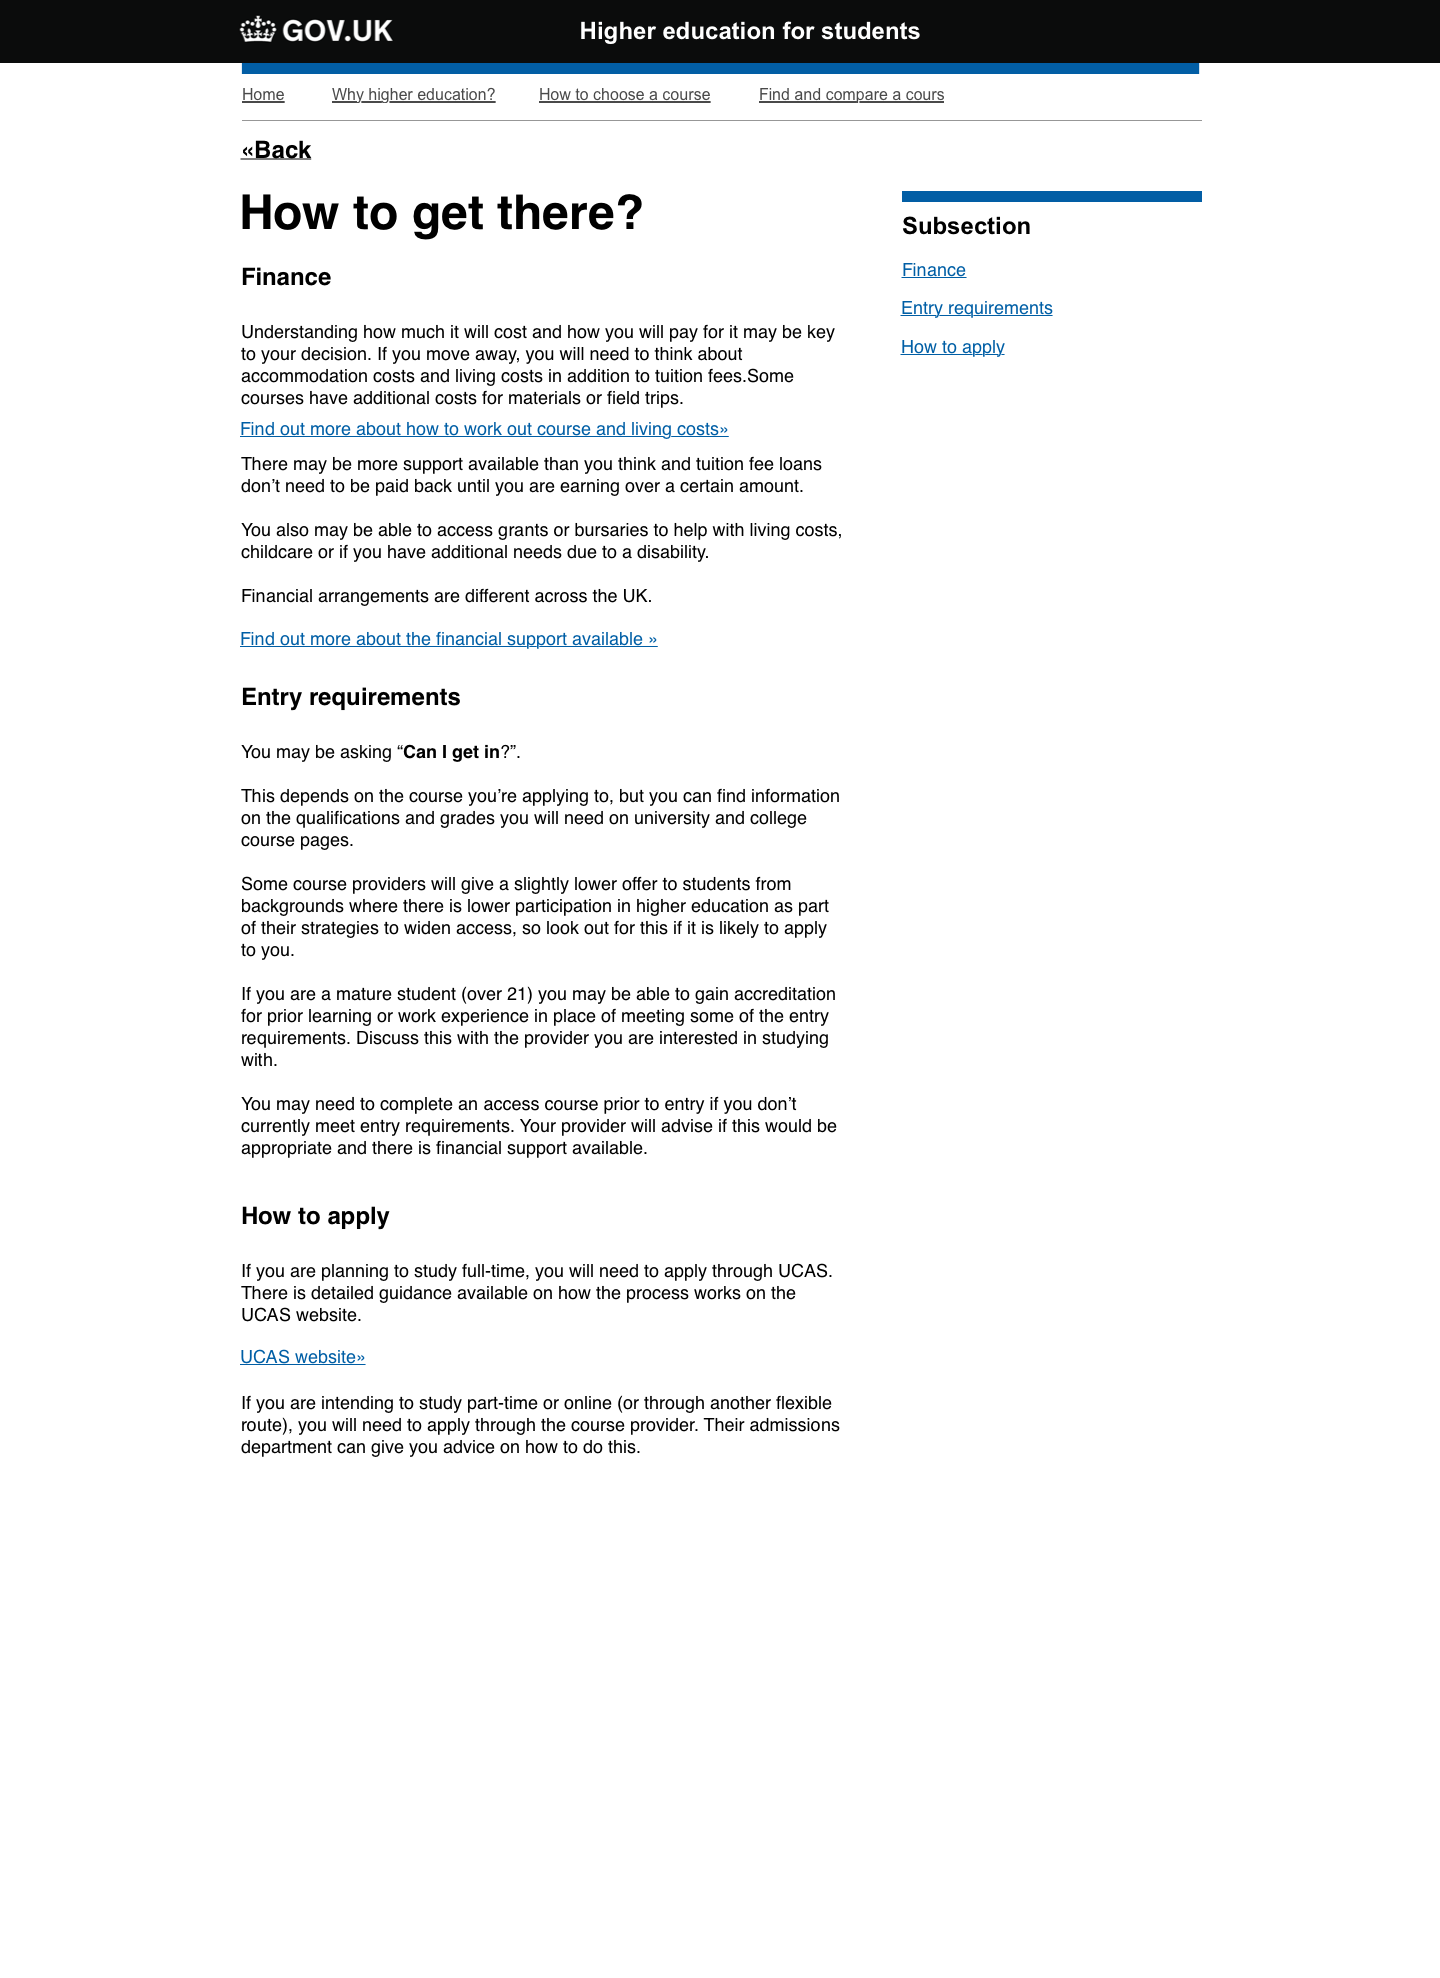 GOV.UK
Higher education for students
Home
Why higher education?
How to choose a course
Find and compare a cours
«Back
How to get there?
Finance
Understanding how much it will cost and how you will pay for it may be key
to your decision. If you move away, you will need to think about
accommodation costs and living costs in addition to tuition fees.Some
courses have additional costs for materials or field trips.
Find out more about how to work out course and living costs»
There may be more support available than you think and tuition fee loans
don’t need to be paid back until you are earning over a certain amount.
You also may be able to access grants or bursaries to help with living costs,
childcare or if you have additional needs due to a disability.
Financial arrangements are different across the UK.
Find out more about the financial support available »
Entry requirements
You may be asking “Can I get in?”.
This depends on the course you’re applying to, but you can find information
on the qualifications and grades you will need on university and college
course pages.
Some course providers will give a slightly lower offer to students from
backgrounds where there is lower participation in higher education as part
of their strategies to widen access, so look out for this if it is likely to apply
to you.
If you are a mature student (over 21) you may be able to gain accreditation
for prior learning or work experience in place of meeting some of the entry
requirements. Discuss this with the provider you are interested in studying
with.
You may need to complete an access course prior to entry if you don’t
currently meet entry requirements. Your provider will advise if this would be
appropriate and there is financial support available.
How to apply
If you are planning to study full-time, you will need to apply through UCAS.
There is detailed guidance available on how the process works on the
UCAS website.
UCAS website»
If you are intending to study part-time or online (or through another flexible
route), you will need to apply through the course provider. Their admissions
department can give you advice on how to do this.
Subsection
Finance
Entry requirements
How to apply